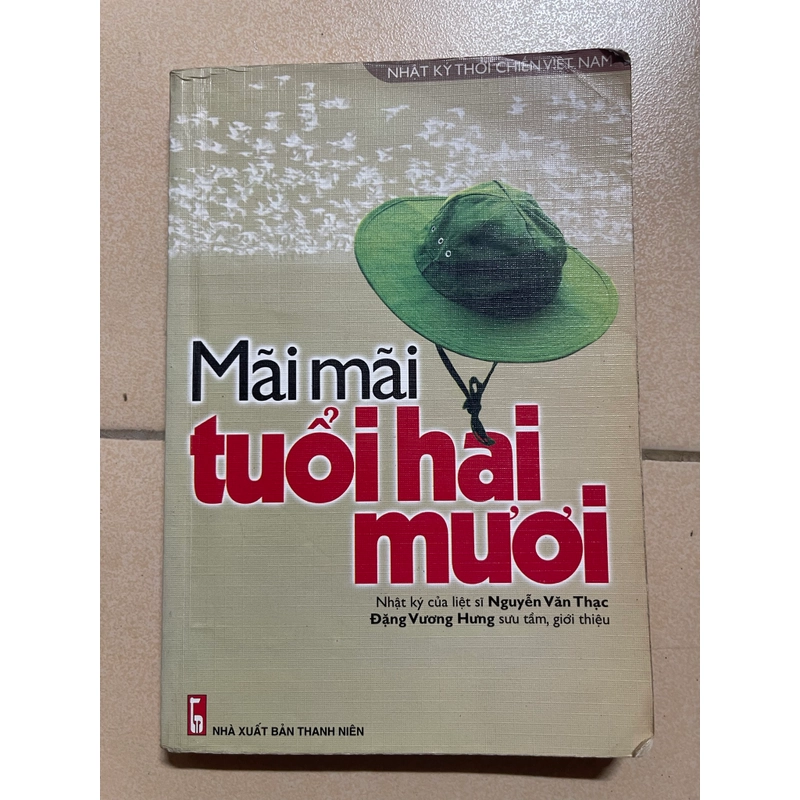 NHẬT KÝ THỜI CHIẾN VIỆT NAM
Mãi mãi
tuổi hai
mươi
Nhật ký của liệt sĩ Nguyễn Văn Thạc
Đặng Vương Hưng sưu tầm, giới thiệu
NHÀ XUẤT BẢN THANH NIÊN